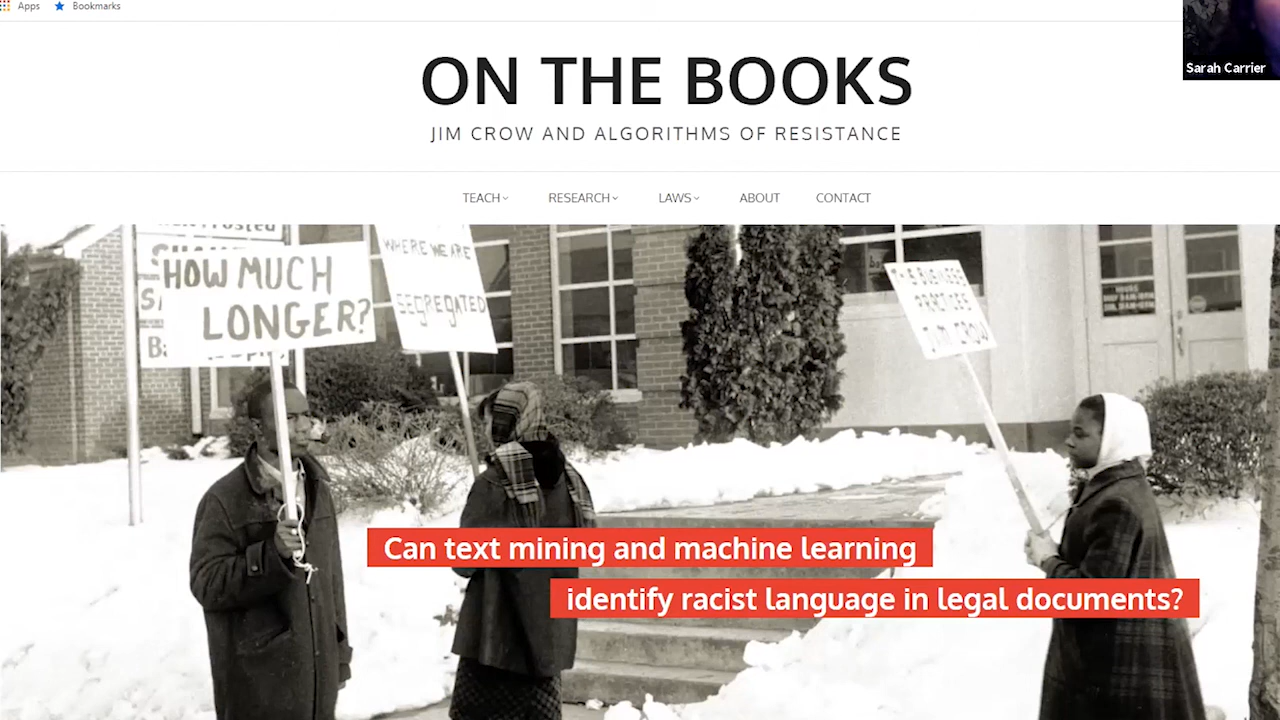 Apps Bookmarks
Sarah Carrier
ON THE BOOKS
JIM CROW AND ALGORITHMS OF RESISTANCE
TEACH RESEARCH LAWS ABOUT CONTACT
HOW MUCH
LONGER?
WHERE WE ARE
SEGREGATED
BUSINESS
PRACTICES
JIM CROW
Can text mining and machine learning
identify racist language in legal documents?